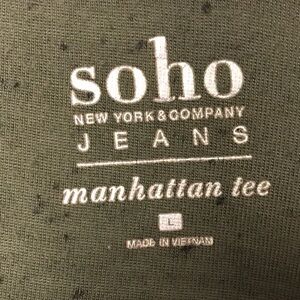 soho
NEW YORK & COMPANY
JEANS
manhattan tee
L
MADE IN VIETNAM